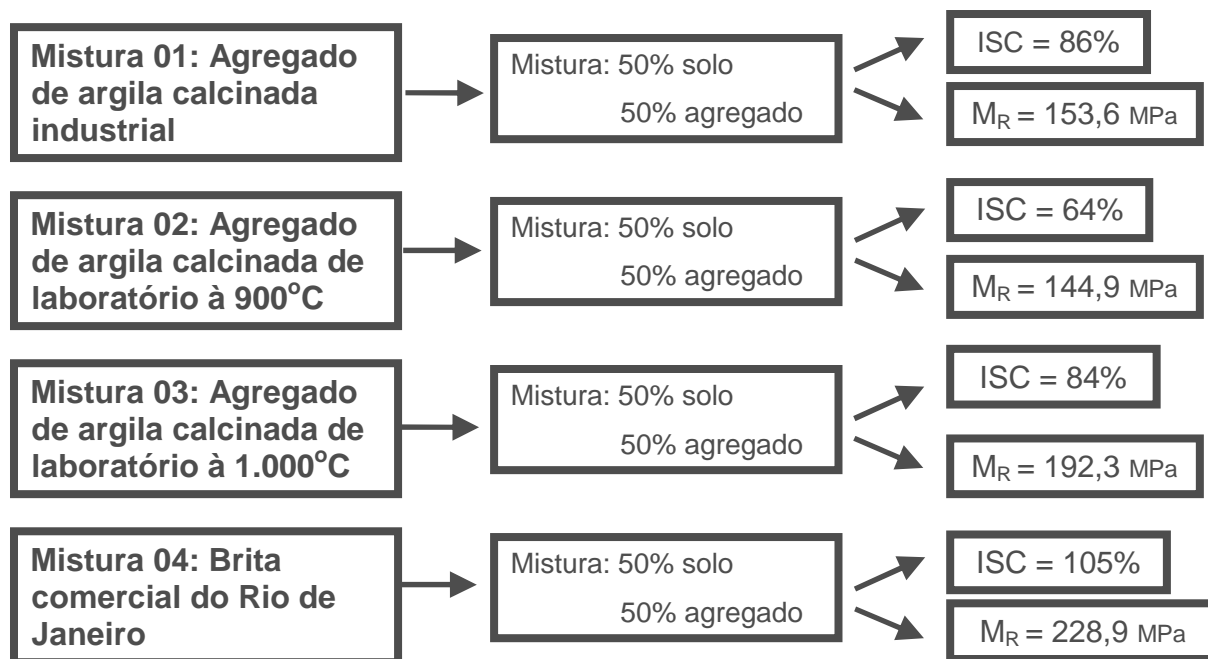 Mistura 01: Agregado
de argila calcinada
industrial
Mistura: 50% solo
50% agregado
ISC = 86%
MR = 153,6 MPa
Mistura 02: Agregado
de argila calcinada de
laboratório à 900°C
Mistura: 50% solo
50% agregado
ISC = 64%
MR = 144,9 MPa
Mistura 03: Agregado
de argila calcinada de
laboratório à 1.000°C
Mistura: 50% solo
50% agregado
ISC = 84%
MR = 192,3 MPa
Mistura 04: Brita
comercial do Rio de
Janeiro
Mistura: 50% solo
50% agregado
ISC = 105%
MR = 228,9 MPa